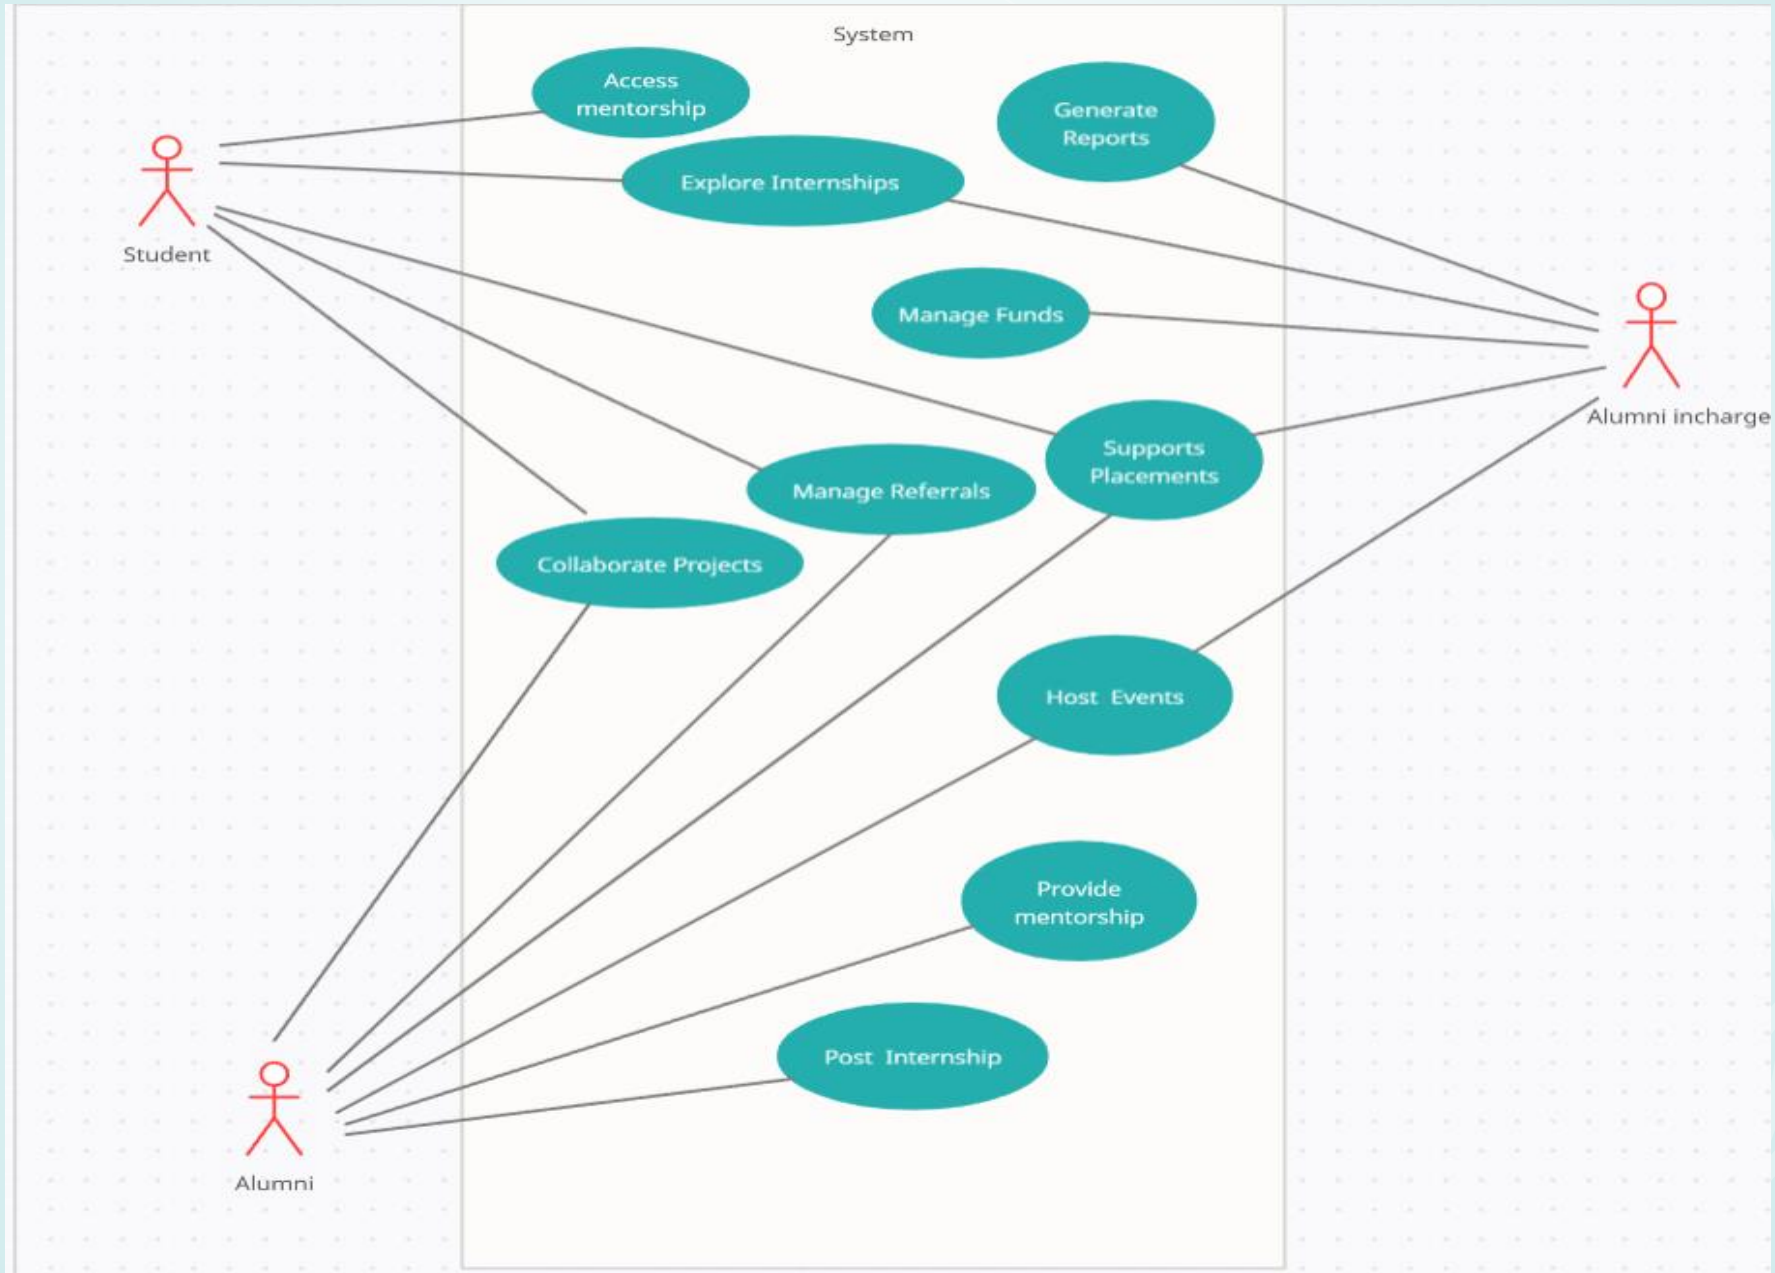 System
Access
mentorship
Generate
Reports
Explore Internships
Student
Manage Funds
Alumni incharge
Supports
Placements
Manage Referrals
Collaborate Projects
Host  Events
Provide
mentorship
Post  Internship
Alumni